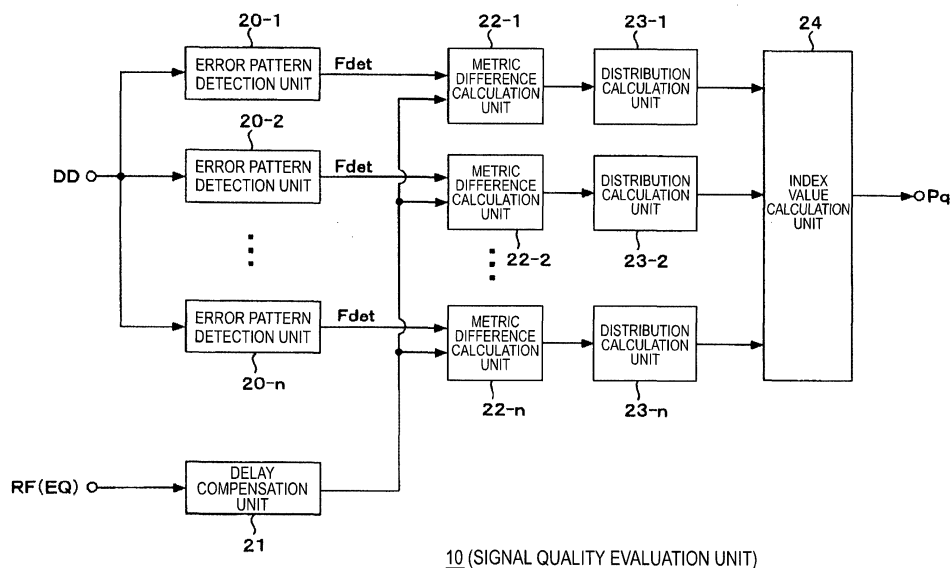 20-1
ERROR PATTERN
DETECTION UNIT
Fdet
22-1
METRIC
DIFFERENCE
CALCULATION
UNIT
23-1
DISTRIBUTION
CALCULATION
UNIT
24
INDEX
VALUE
CALCULATION
UNIT
Pq
DD
20-2
ERROR PATTERN
DETECTION UNIT
Fdet
METRIC
DIFFERENCE
CALCULATION
UNIT
22-2
DISTRIBUTION
CALCULATION
UNIT
23-2
ERROR PATTERN
DETECTION UNIT
20-n
Fdet
METRIC
DIFFERENCE
CALCULATION
UNIT
22-n
DISTRIBUTION
CALCULATION
UNIT
23-n
RF(EQ)
DELAY
COMPENSATION
UNIT
21
10 (SIGNAL QUALITY EVALUATION UNIT)